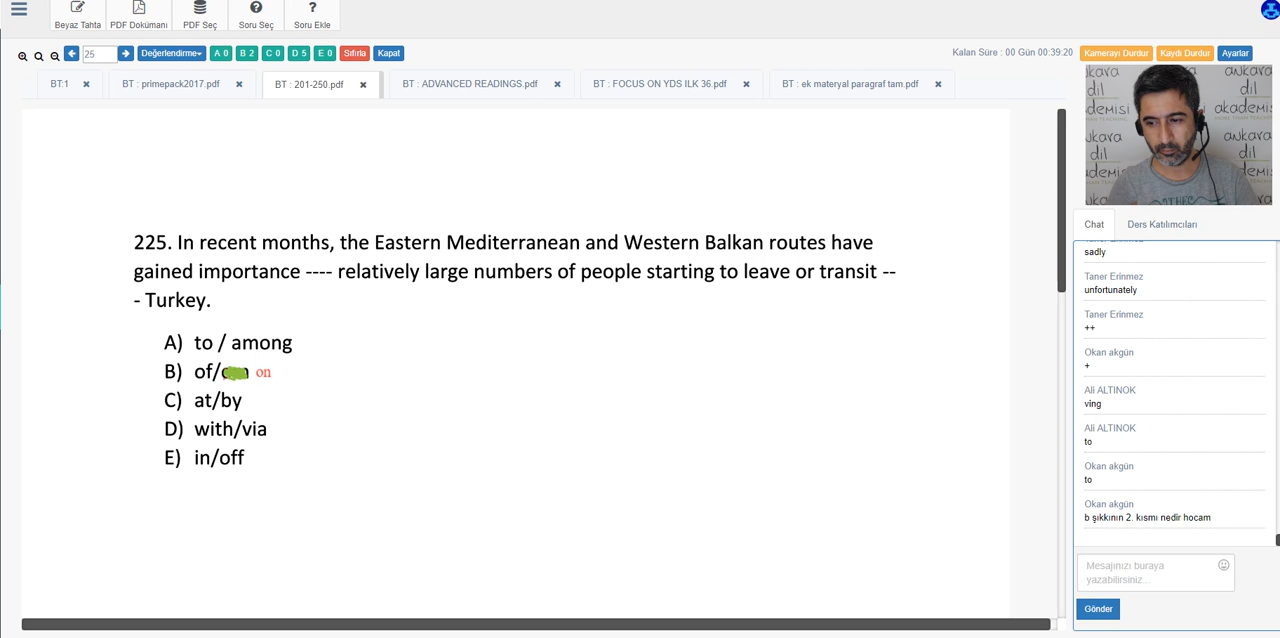 Beyaz Tahta
PDF Dokümanı
PDF Seç
Soru Seç
Soru Ekle
25
Değerlendirme
A 0
B 2
C 0
D 5
E 0
Sıfırla
Kapat
Kalan Süre : 00 Gün 00:39:20
Kamerayı Durdur
Kaydı Durdur
Ayarlar
BT:1
BT : primepack2017.pdf
BT : 201-250.pdf
BT : ADVANCED READINGS.pdf
BT : FOCUS ON YDS ILK 36.pdf
BT : ek materyal paragraf tam.pdf
225. In recent months, the Eastern Mediterranean and Western Balkan routes have
gained importance ---- relatively large numbers of people starting to leave or transit --
- Turkey.
A) to / among
B) of/ on
C) at/by
D) with/via
E) in/off
ankara
dil
akademisi
Chat
Ders Katılımcıları
sadly
Taner Erinmez
unfortunately
Taner Erinmez
++
Okan akgün
+
Ali ALTINOK
ving
Ali ALTINOK
to
Okan akgün
to
Okan akgün
b şıkkının 2. kısmı nedir hocam
Mesajınızı buraya
yazabilirsiniz...
Gönder